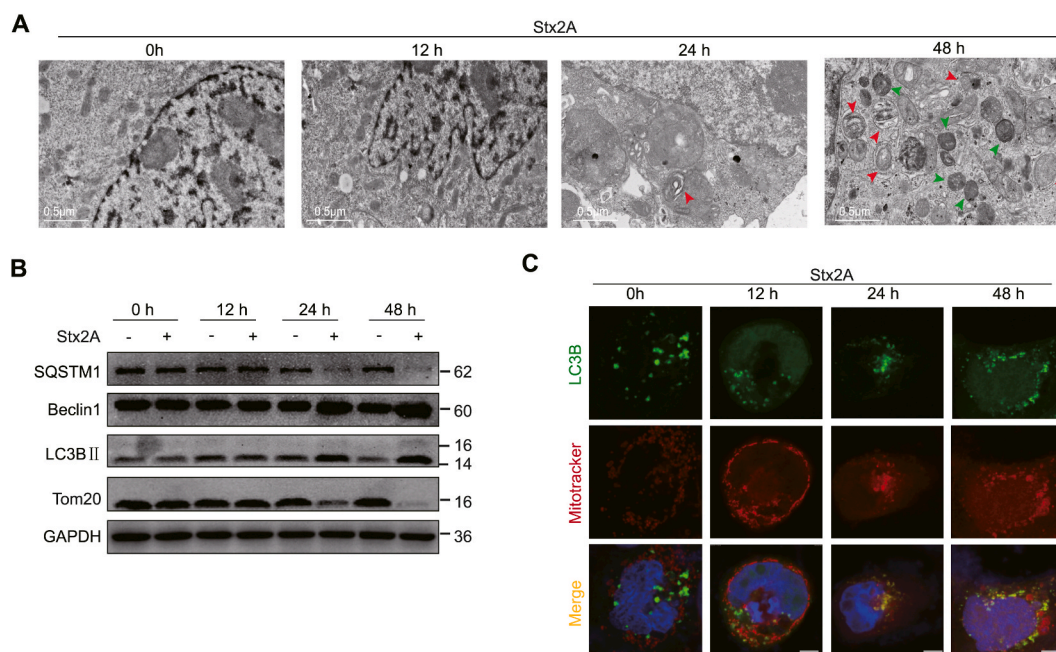 A
Stx2A
0h 12 h 24 h 48 h
0.5μm 0.5μm 0.5μm 0.5μm
B
0 h 12 h 24 h 48 h
Stx2A - + - + - + - +
SQSTM1 62
Beclin1 60
LC3BⅡ 16
14
Tom20 16
GAPDH 36
C
Stx2A
0h 12 h 24 h 48 h
LC3B
Mitotracker
Merge